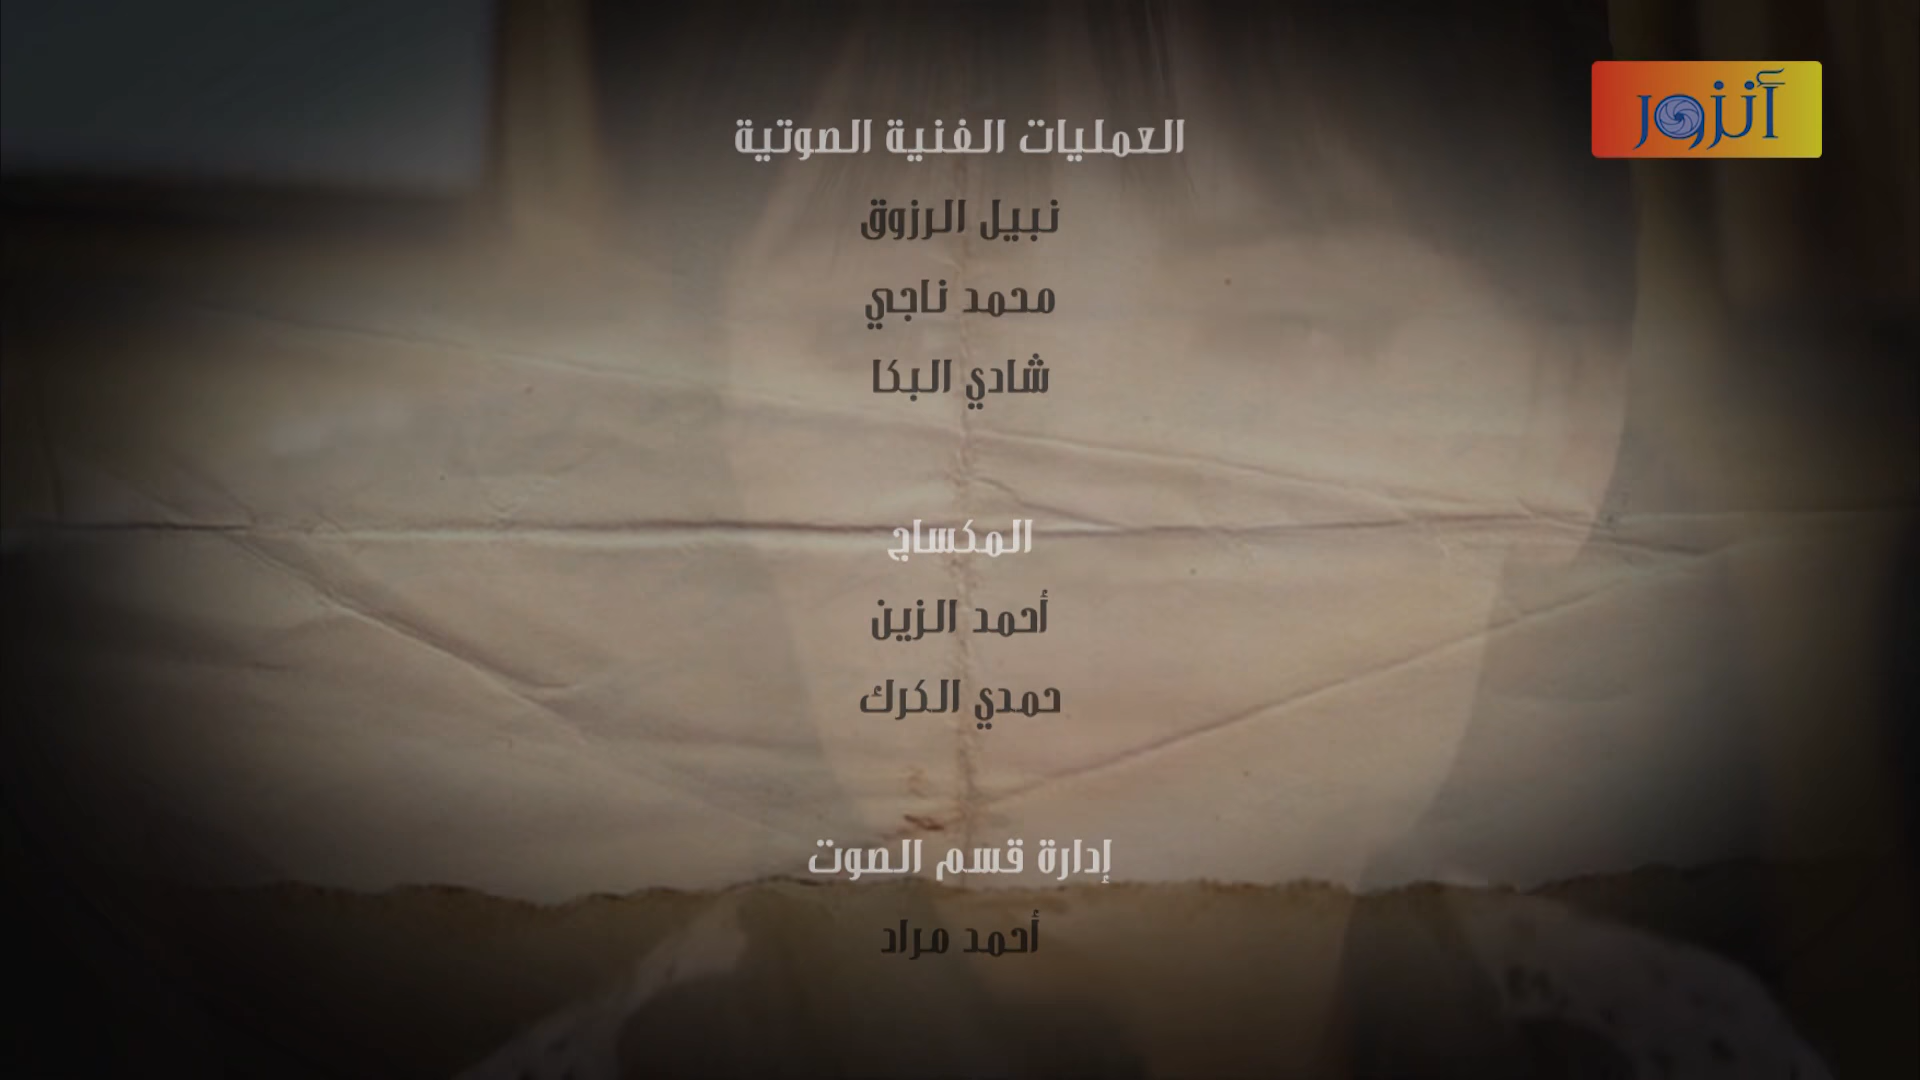 أنزور
العمليات الفنية الصوتية
نبيل الرزوق
محمد ناجي
شادي البكا
المكساج
أحمد الزين
حمدي الكرك
إدارة قسم الصوت
أحمد مراد